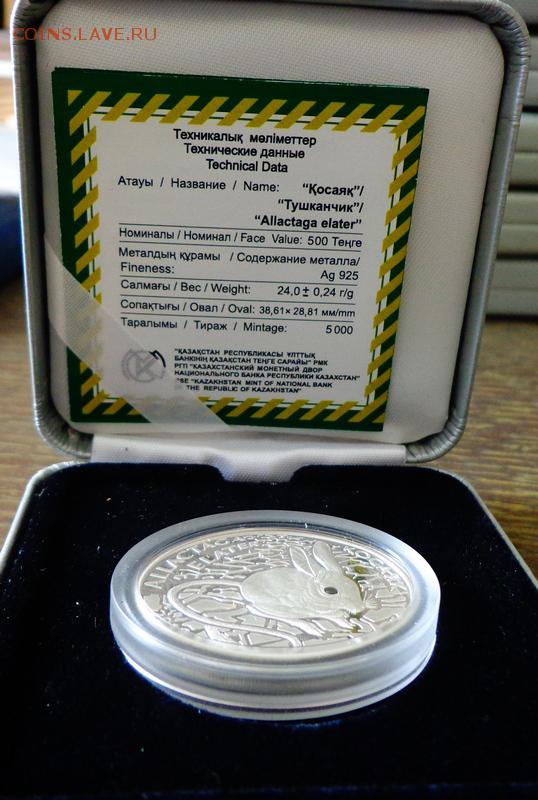 COINS.LAVE.RU
Техникалық мәліметтер
Технические данные
Technical Data
Атауы / Название / Name: "Қосаяқ"/
"Тушканчик"/
"Allactaga elater"
Номиналы / Номинал / Face Value: 500 Теңге
Металдың құрамы / Содержание металла/
Fineness: Ag 925
Салмағы / Вес / Weight: 24,0 ± 0,24 г/g
Сопақтығы / Овал / Oval: 38,61× 28,81 мм/mm
Таралымы / Тираж / Mintage: 5 000
"ҚАЗАҚСТАН РЕСПУБЛИКАСЫ ҰЛТТЫҚ
БАНКІНІҢ ҚАЗАҚСТАН ТЕҢГЕ САРАЙЫ" РМК
РГП "КАЗАХСТАНСКИЙ МОНЕТНЫЙ ДВОР
НАЦИОНАЛЬНОГО БАНКА РЕСПУБЛИКИ КАЗАХСТАН"
"KAZAKHSTAN MINT OF NATIONAL BANK
THE REPUBLIC OF KAZAKHSTAN"
ELATER